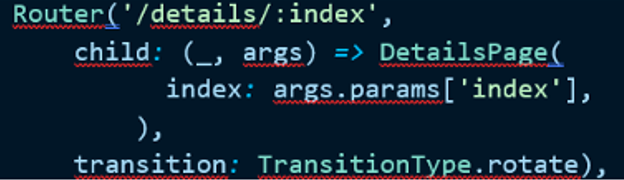 Router('/details/:index',
child: (_, args) => DetailsPage(
index: args.params['index'],
),
transition: TransitionType.rotate),